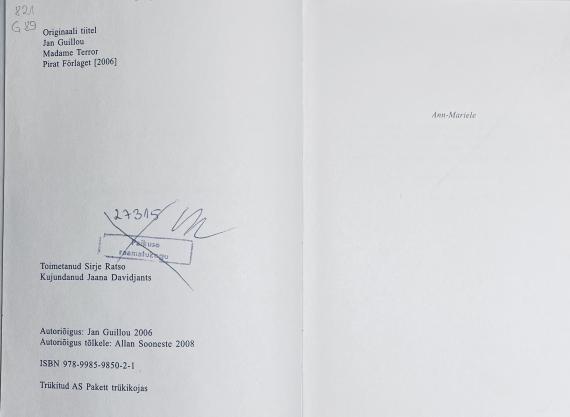 821
G89
Originaali tiitel
Jan Guillou
Madame Terror
Pirat Förlaget [2006]
27315
Paikuse
raamatukogu
Toimetanud Sirje Ratso
Kujundanud Jaana Davidjants
Autoriõigus: Jan Guillou 2006
Autoriõigus tõlkele: Allan Sooneste 2008
ISBN 978-9985-9850-2-1
Trükitud AS Pakett trükikojas
Ann-Mariele